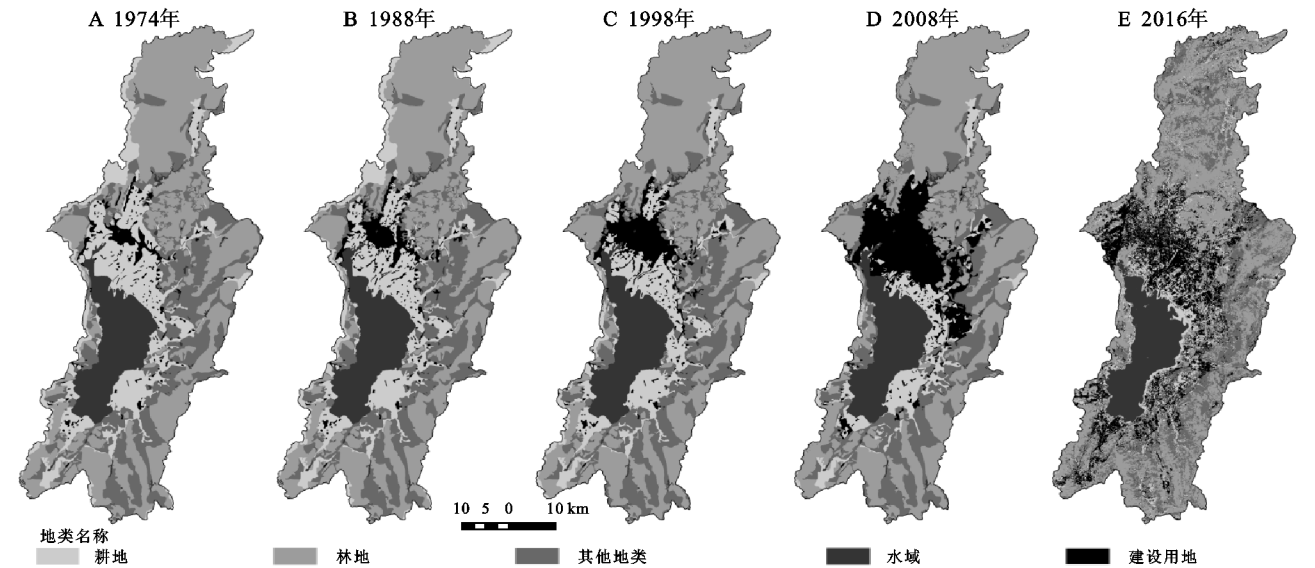 A 1974年
B 1988年
C 1998年
D 2008年
E 2016年
10 5 0 10 km
地类名称
耕地
林地
其他地类
水域
建设用地